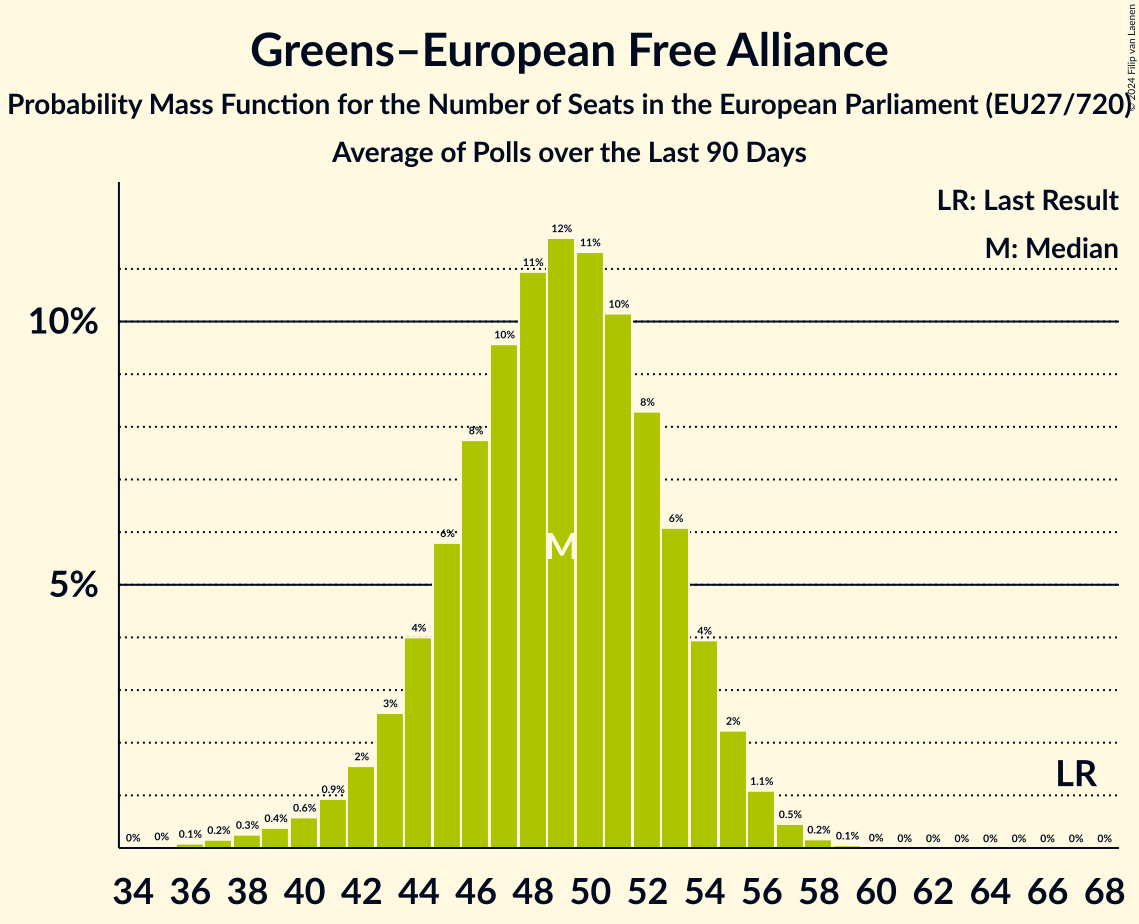 Greens–European Free Alliance
Probability Mass Function for the Number of Seats in the European Parliament (EU27/720)
Average of Polls over the Last 90 Days
© 2024 Filip van Laenen
LR: Last Result
M: Median
10%
5%
0% 0% 0.1% 0.2% 0.3% 0.4% 0.6% 0.9% 2% 3% 4% 6% 8% 10% 11% 12% 11% 10% 8% 6% 4% 2% 1.1% 0.5% 0.2% 0.1% 0% 0% 0% 0% 0% 0% 0% 0% 0%
M
LR
34 36 38 40 42 44 46 48 50 52 54 56 58 60 62 64 66 68